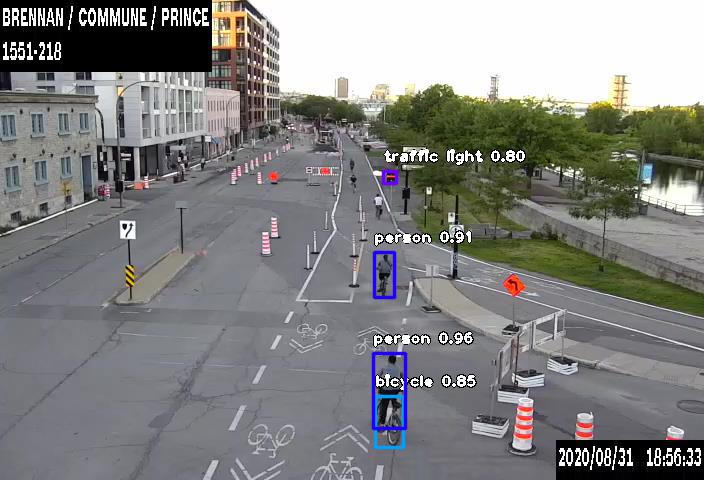 BRENNAN / COMMUNE / PRINCE
1551-218
traffic light 0.80
person 0.91
person 0.96
bicycle 0.85
2020/08/31 18:56:33